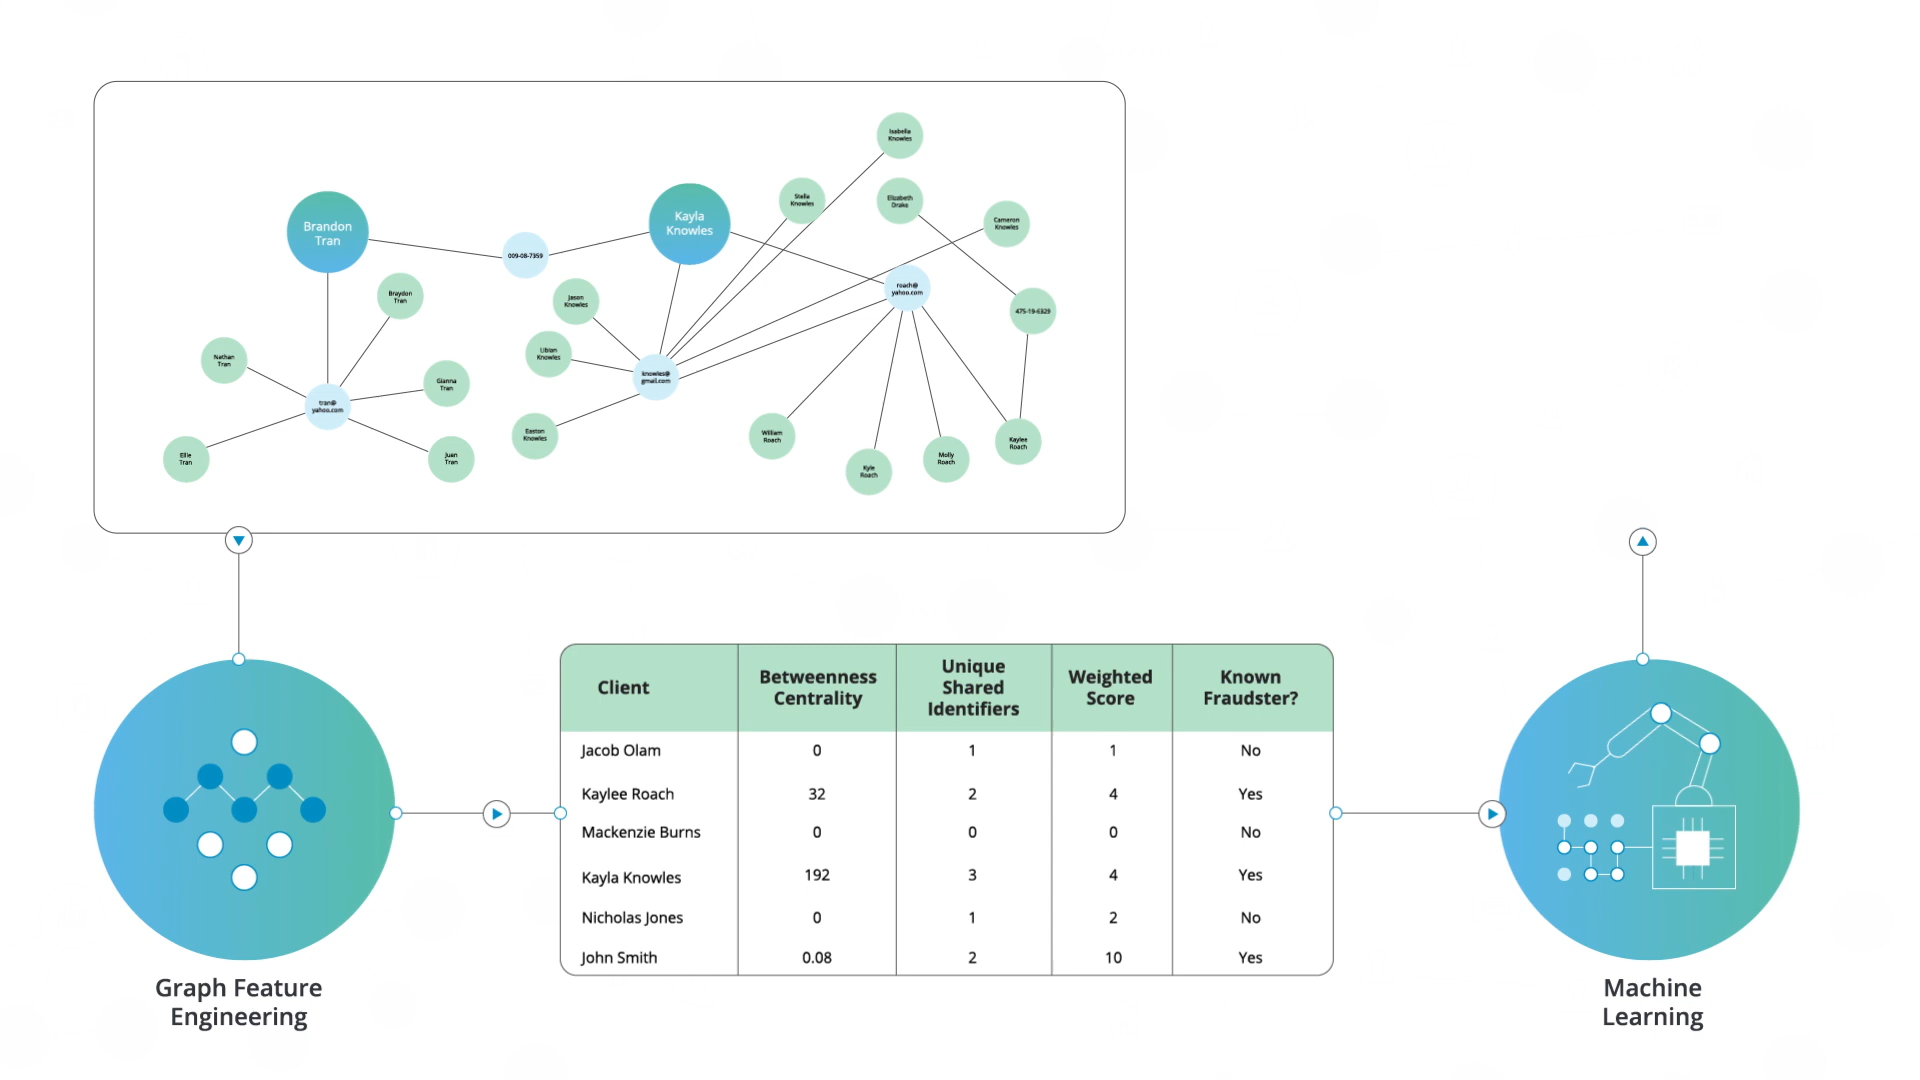 Isabella
Knowles
Stella
Knowles
Elizabeth
Drake
Cameron
Knowles
Brandon
Tran
Kayla
Knowles
009-08-7359
roach@
yahoo.com
Braydon
Tran
Jason
Knowles
475-19-6329
Nathan
Tran
Libian
Knowles
knowles@
gmail.com
Gianna
Tran
tran@
yahoo.com
Easton
Knowles
William
Roach
Kaylee
Roach
Ellie
Tran
Juan
Tran
Kyle
Roach
Molly
Roach
Client
Betweenness
Centrality
Unique
Shared
Identifiers
Weighted
Score
Known
Fraudster?
Jacob Olam 0 1 1 No
Kaylee Roach 32 2 4 Yes
Mackenzie Burns 0 0 0 No
Kayla Knowles 192 3 4 Yes
Nicholas Jones 0 1 2 No
John Smith 0.08 2 10 Yes
Graph Feature
Engineering
Machine
Learning